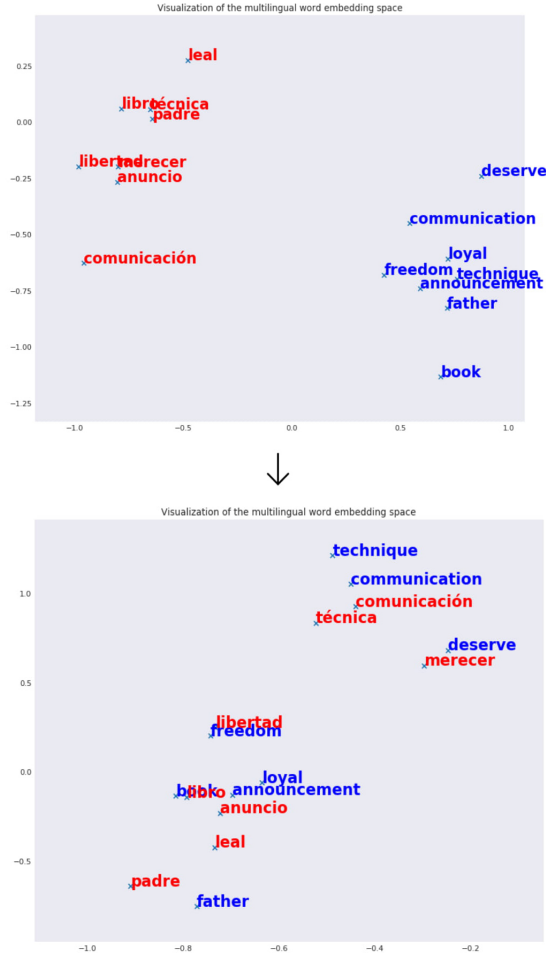 Visualization of the multilingual word embedding space
leal
0.25
libro
técnica
padre
0.00
libertad
merecer
deserve
anuncio
−0.25
communication
−0.50
comunicación
loyal
freedom
technique
announcement
−0.75
father
−1.00
book
−1.25
−1.0 −0.5 0.0 0.5 1.0
Visualization of the multilingual word embedding space
technique
communication
1.0
comunicación
técnica
deserve
merecer
0.5
libertad
freedom
0.0
loyal
book
libro
announcement
anuncio
leal
−0.5
padre
father
−1.0 −0.8 −0.6 −0.4 −0.2